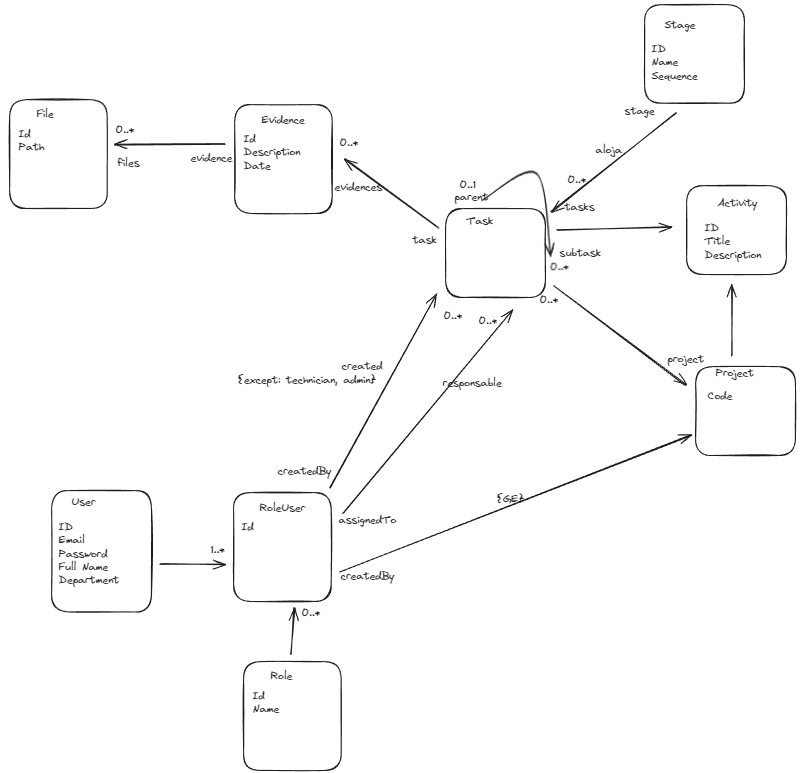 Stage
ID
Name
Sequence
stage
aloja
0..*
tasks
File
Id
Path
0..*
files
evidence
Evidence
Id
Description
Date
0..*
evidences
task
0..1
parent
Task
subtask
0..*
0..*
Activity
ID
Title
Description
project
Project
Code
0..*
0..*
created
{except: technician, admin}
responsable
createdBy
assignedTo
{GE}
createdBy
User
ID
Email
Password
Full Name
Department
1..*
RoleUser
Id
0..*
Role
Id
Name